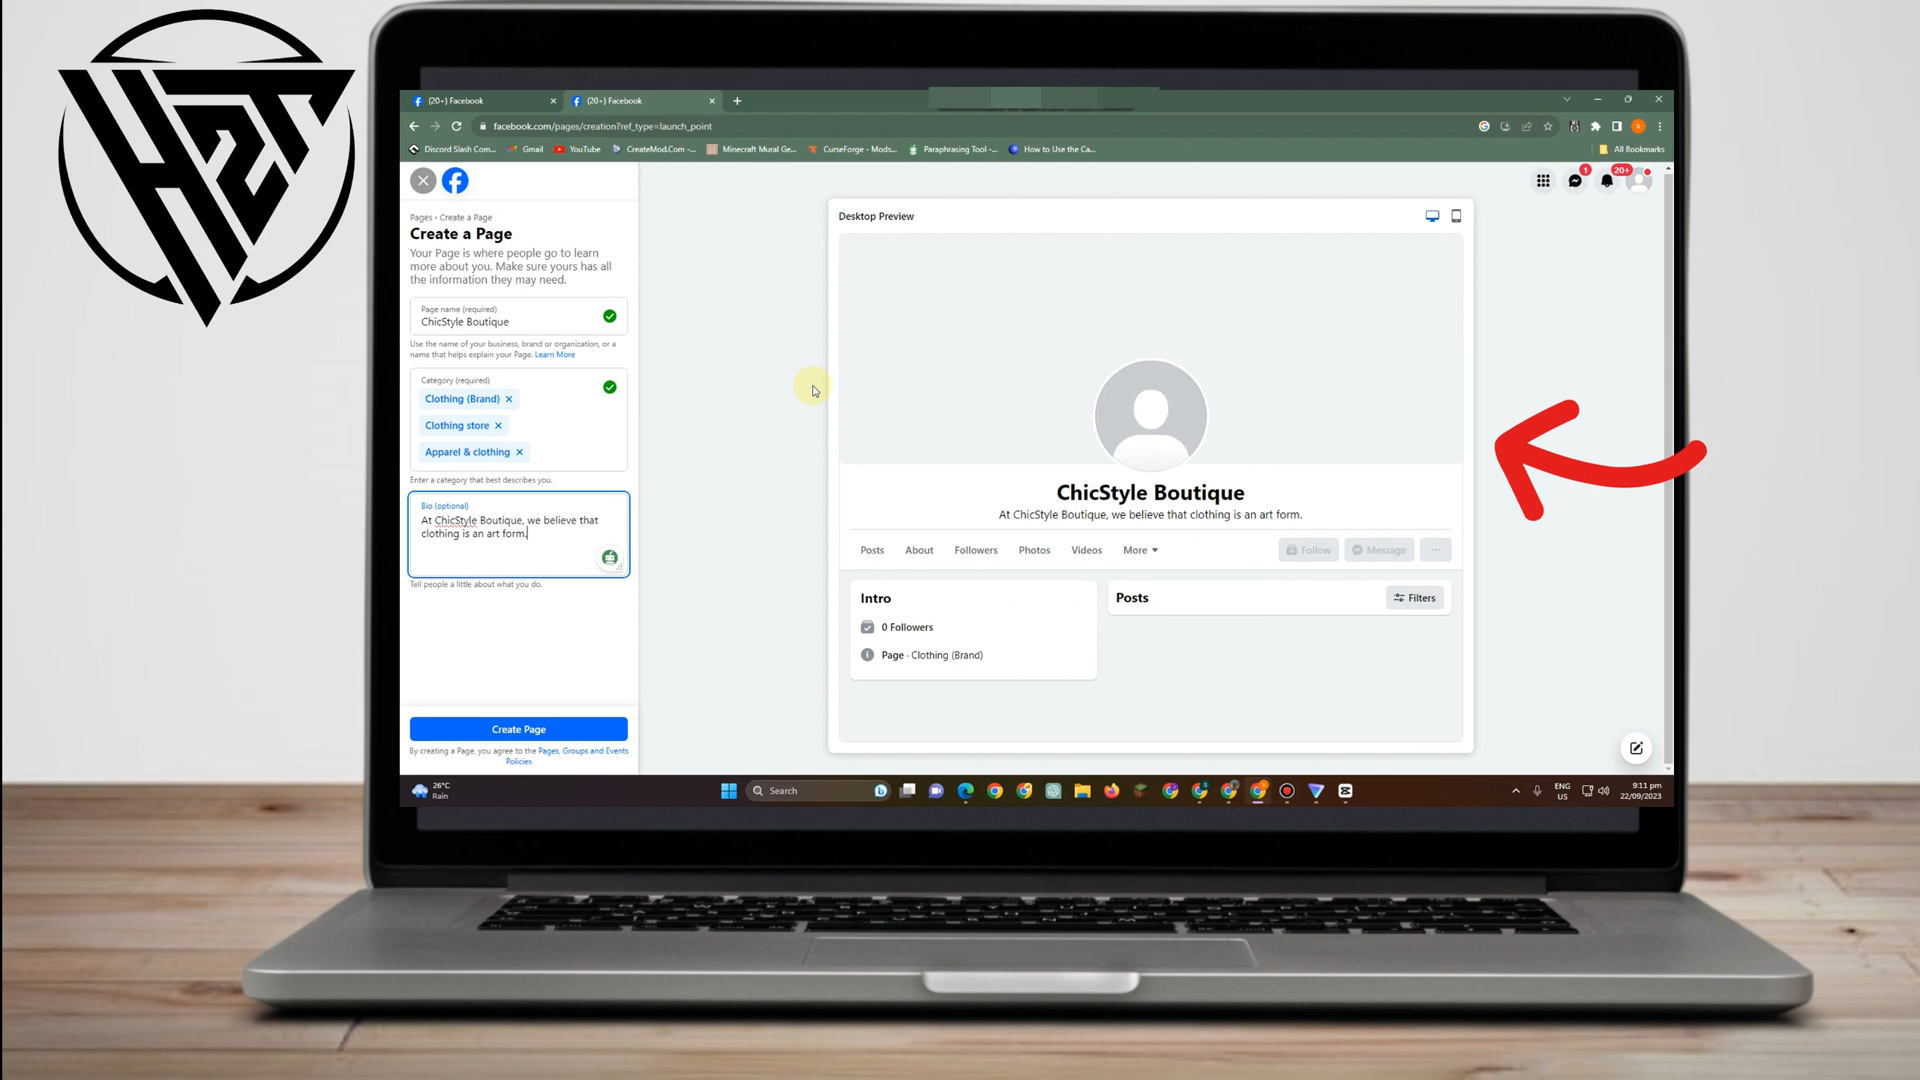 H2T
(20+) Facebook
(20+) Facebook
facebook.com/pages/creation?ref_type=launch_point
Discord Slash Com...
Gmail
YouTube
CreateMod.Com -...
Minecraft Mural Ge...
CurseForge - Mods...
Paraphrasing Tool -...
How to Use the Ca...
All Bookmarks
1
20+
Pages › Create a Page
Create a Page
Your Page is where people go to learn
more about you. Make sure yours has all
the information they may need.
Page name (required)
ChicStyle Boutique
Use the name of your business, brand or organization, or a
name that helps explain your Page. Learn More
Category (required)
Clothing (Brand)
Clothing store
Apparel & clothing
Enter a category that best describes you.
Bio (optional)
At ChicStyle Boutique, we believe that
clothing is an art form.
Tell people a little about what you do.
Create Page
By creating a Page, you agree to the Pages, Groups and Events
Policies
Desktop Preview
ChicStyle Boutique
At ChicStyle Boutique, we believe that clothing is an art form.
Posts About Followers Photos Videos More
Follow
Message
...
Intro
0 Followers
Page · Clothing (Brand)
Posts
Filters
26°C
Rain
Search
ENG
US
9:11 pm
22/09/2023